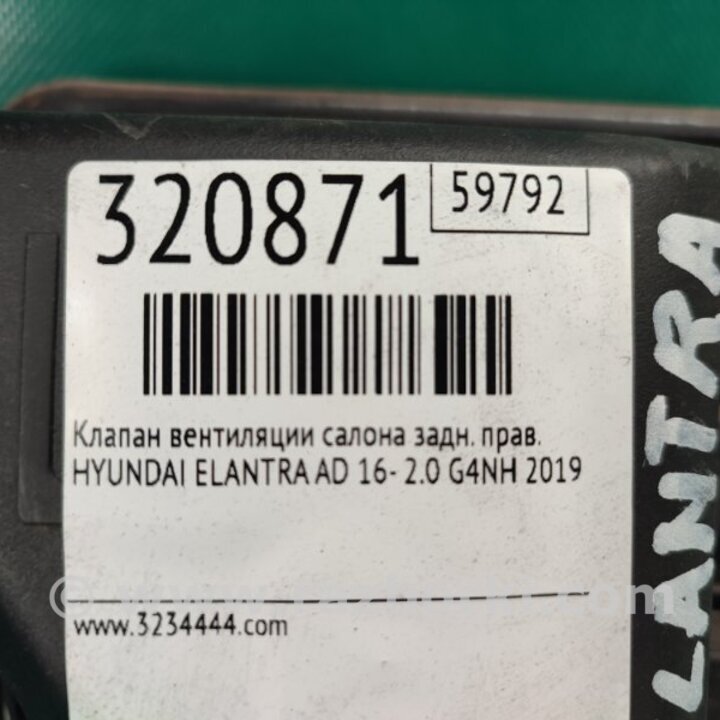 320871
59792
Клапан вентиляции салона задн. прав.
HYUNDAI ELANTRA AD 16- 2.0 G4NH 2019
www.3234444.com
LANTRA